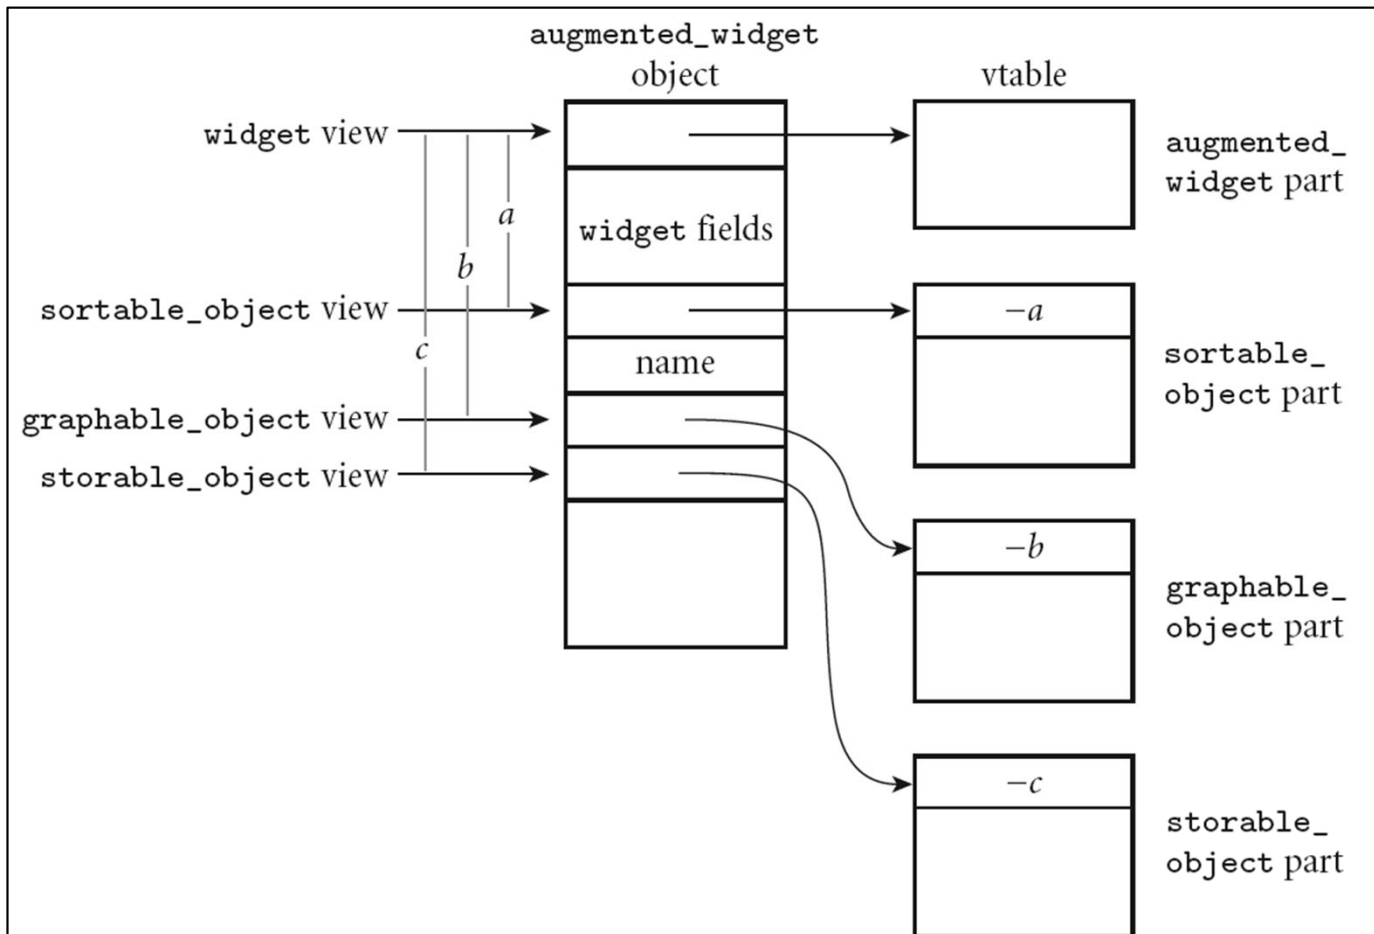 augmented_widget
object
vtable
widget view
augmented_
widget part
a
widget fields
b
sortable_object view
−a
c
name
sortable_
object part
graphable_object view
storable_object view
−b
graphable_
object part
−c
storable_
object part